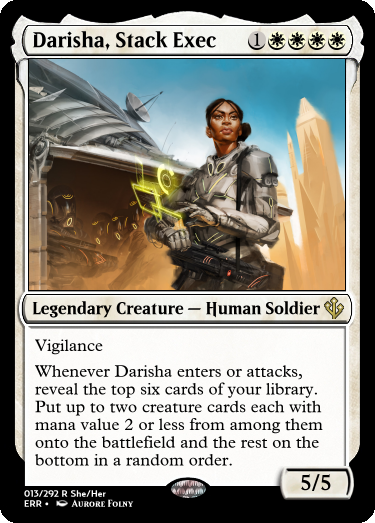 Darisha, Stack Exec 1
Legendary Creature — Human Soldier
Vigilance
Whenever Darisha enters or attacks,
reveal the top six cards of your library.
Put up to two creature cards each with
mana value 2 or less from among them
onto the battlefield and the rest on the
bottom in a random order.
5/5
013/292 R She/Her
ERR • Aurore Folny